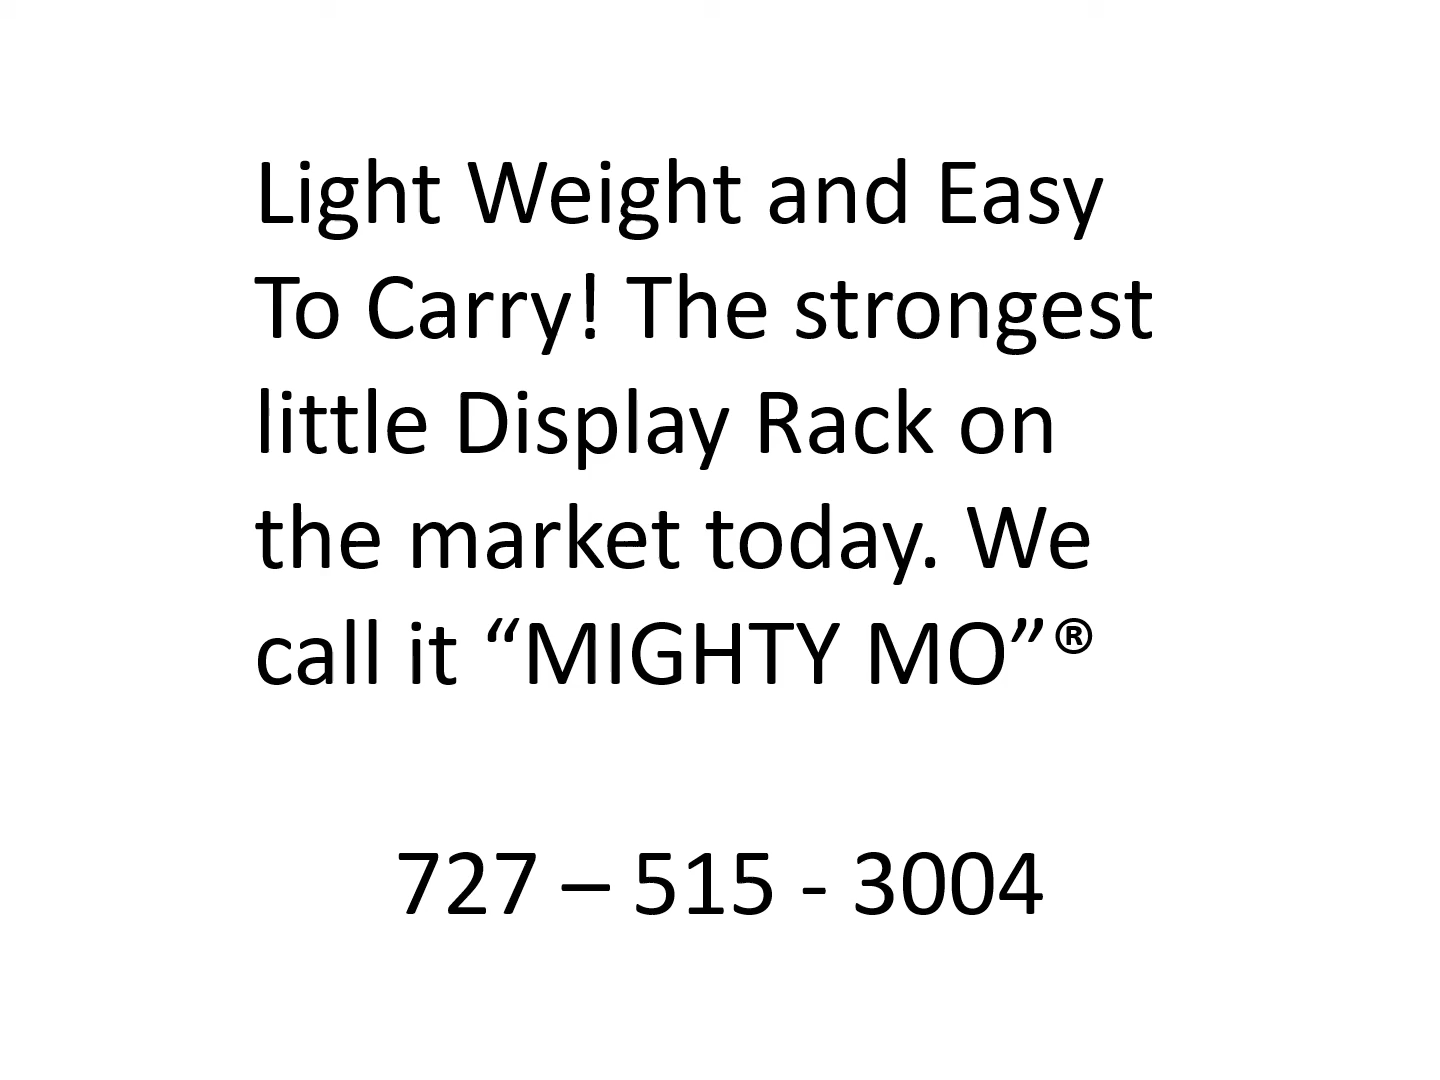 Light Weight and Easy
To Carry! The strongest
little Display Rack on
the market today. We
call it “MIGHTY MO”®
727 – 515 - 3004